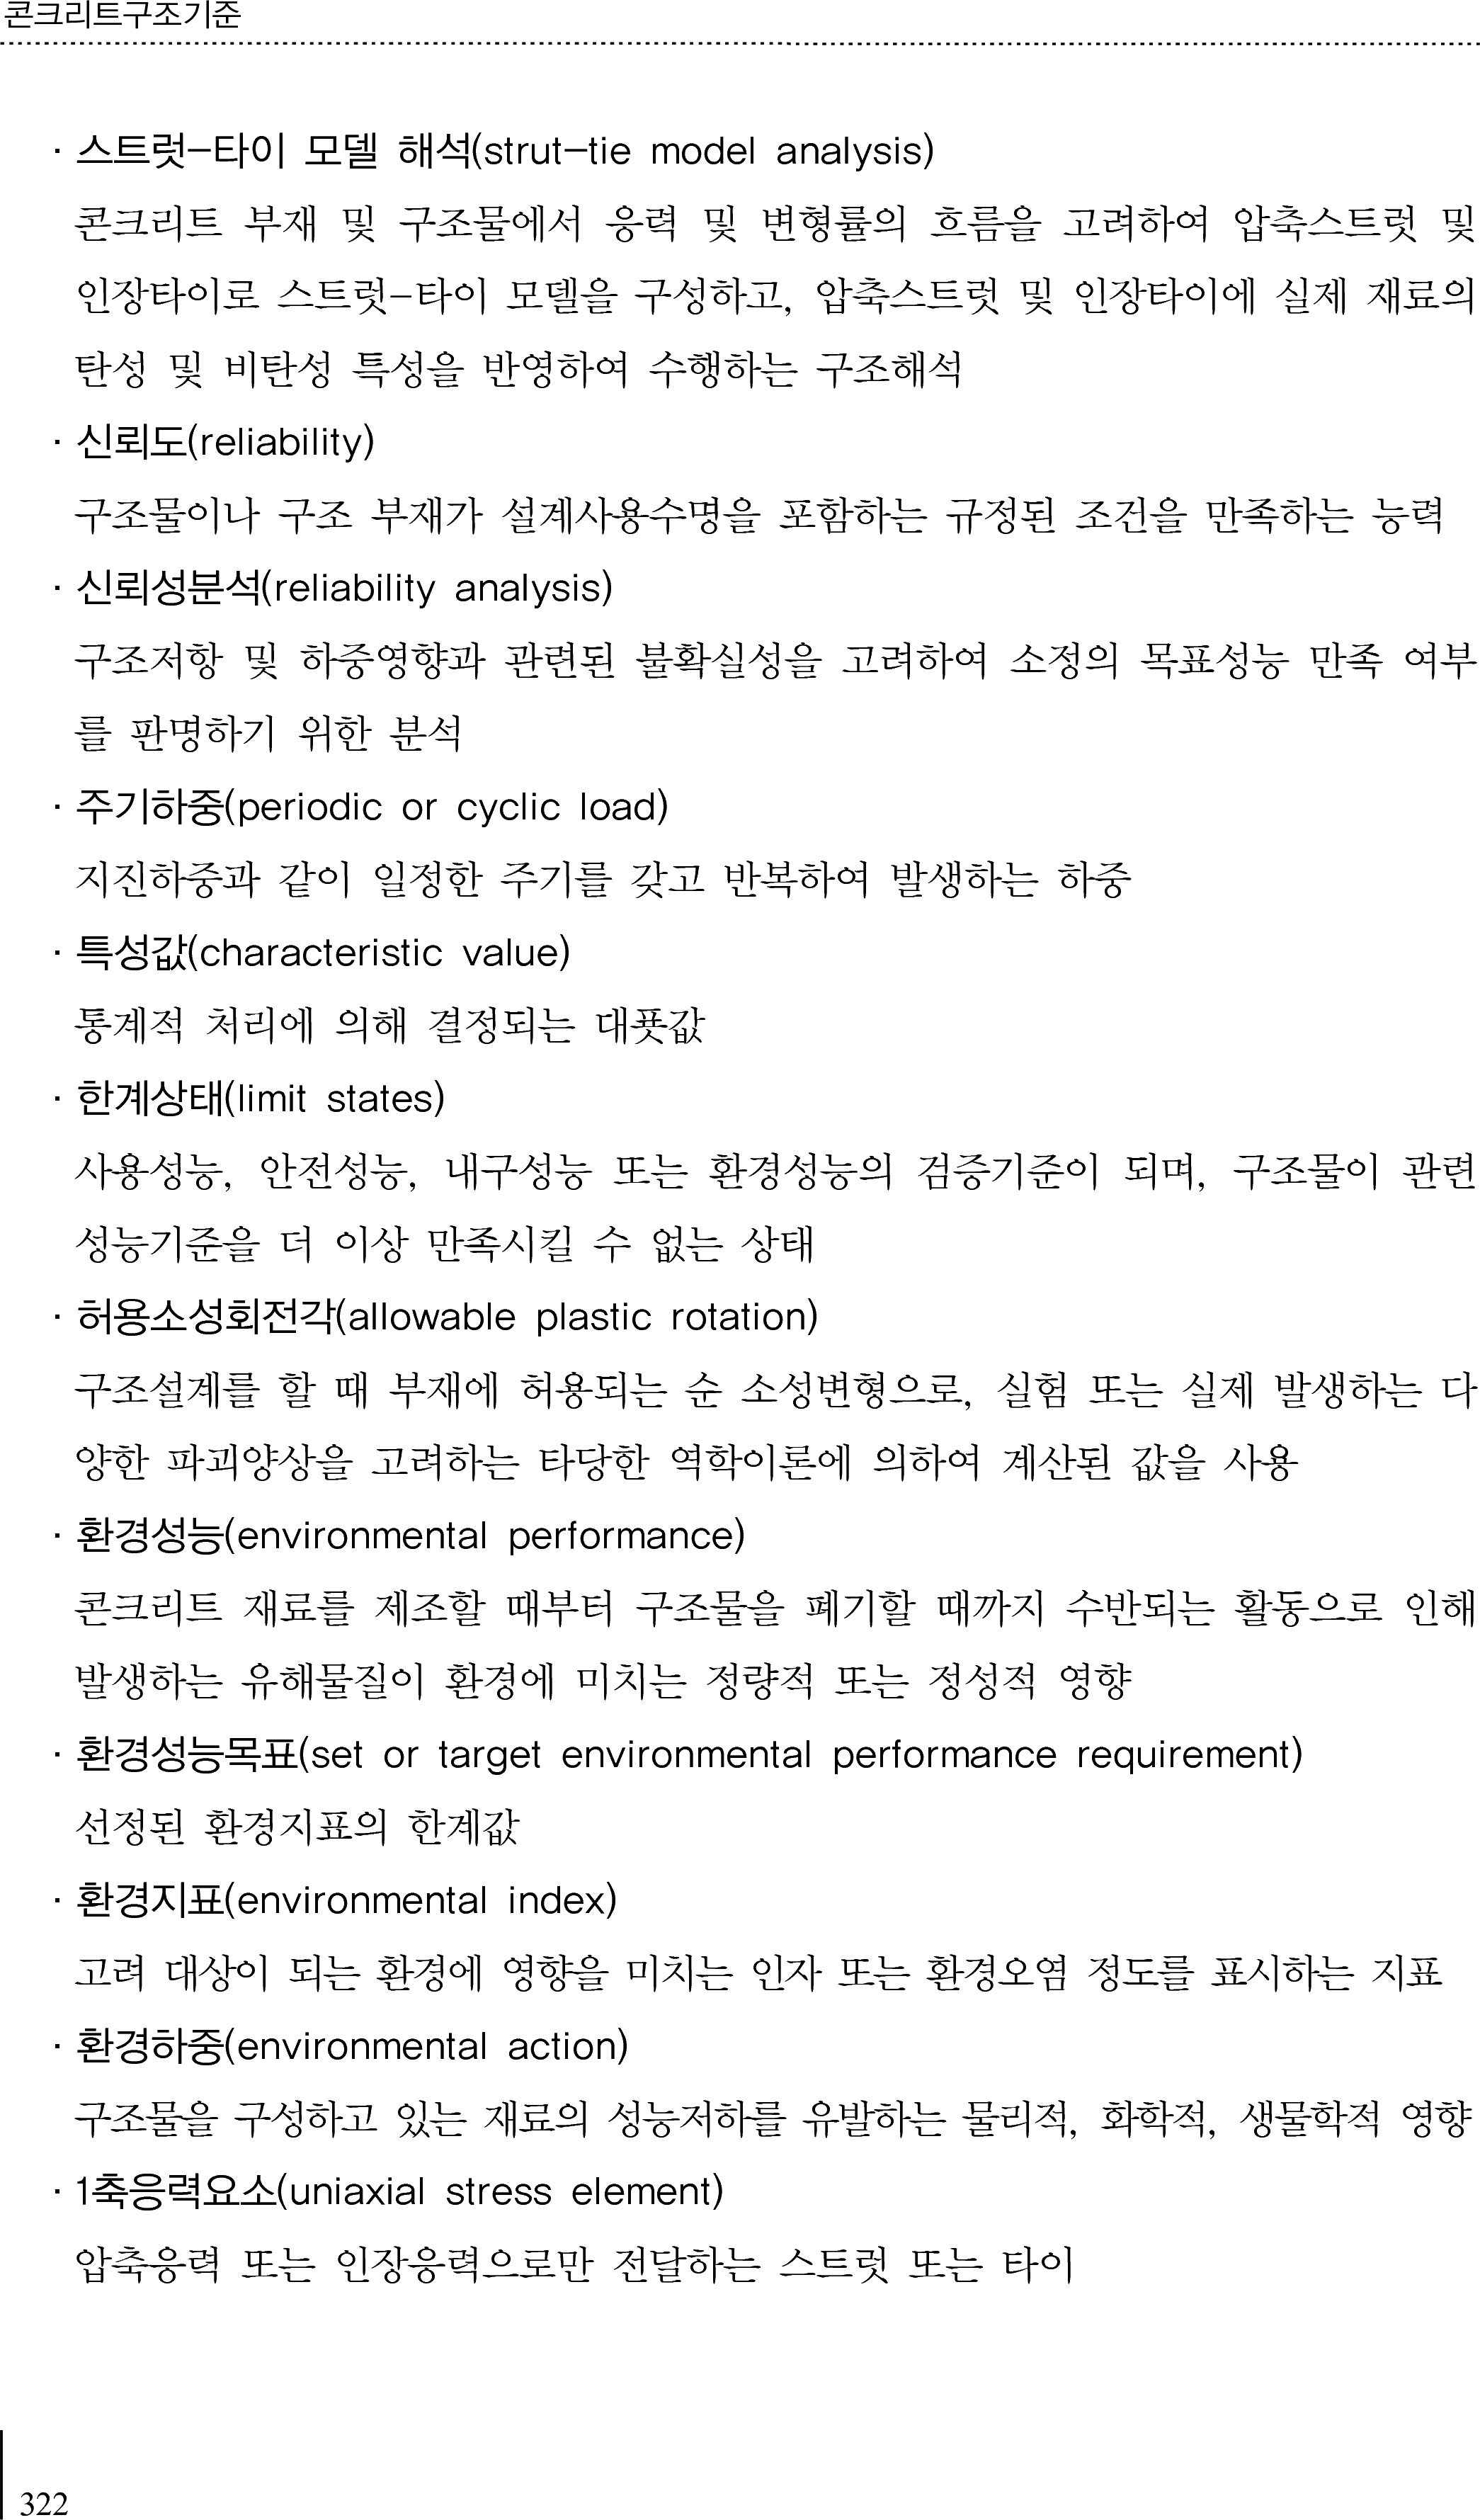 콘크리트구조기준
· 스트럿-타이 모델 해석(strut-tie model analysis)
콘크리트 부재 및 구조물에서 응력 및 변형률의 흐름을 고려하여 압축스트럿 및
인장타이로 스트럿-타이 모델을 구성하고, 압축스트럿 및 인장타이에 실제 재료의
탄성 및 비탄성 특성을 반영하여 수행하는 구조해석
· 신뢰도(reliability)
구조물이나 구조 부재가 설계사용수명을 포함하는 규정된 조건을 만족하는 능력
· 신뢰성분석(reliability analysis)
구조저항 및 하중영향과 관련된 불확실성을 고려하여 소정의 목표성능 만족 여부
를 판명하기 위한 분석
· 주기하중(periodic or cyclic load)
지진하중과 같이 일정한 주기를 갖고 반복하여 발생하는 하중
· 특성값(characteristic value)
통계적 처리에 의해 결정되는 대푯값
· 한계상태(limit states)
사용성능, 안전성능, 내구성능 또는 환경성능의 검증기준이 되며, 구조물이 관련
성능기준을 더 이상 만족시킬 수 없는 상태
· 허용소성회전각(allowable plastic rotation)
구조설계를 할 때 부재에 허용되는 순 소성변형으로, 실험 또는 실제 발생하는 다
양한 파괴양상을 고려하는 타당한 역학이론에 의하여 계산된 값을 사용
· 환경성능(environmental performance)
콘크리트 재료를 제조할 때부터 구조물을 폐기할 때까지 수반되는 활동으로 인해
발생하는 유해물질이 환경에 미치는 정량적 또는 정성적 영향
· 환경성능목표(set or target environmental performance requirement)
선정된 환경지표의 한계값
· 환경지표(environmental index)
고려 대상이 되는 환경에 영향을 미치는 인자 또는 환경오염 정도를 표시하는 지표
· 환경하중(environmental action)
구조물을 구성하고 있는 재료의 성능저하를 유발하는 물리적, 화학적, 생물학적 영향
· 1축응력요소(uniaxial stress element)
압축응력 또는 인장응력으로만 전달하는 스트럿 또는 타이
322